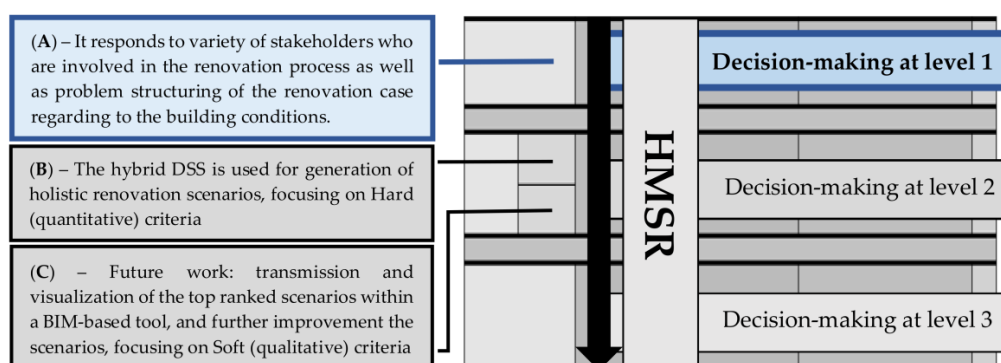 (A) – It responds to variety of stakeholders who
are involved in the renovation process as well
as problem structuring of the renovation case
regarding to the building conditions.
(B) – The hybrid DSS is used for generation of
holistic renovation scenarios, focusing on Hard
(quantitative) criteria
(C) – Future work: transmission and
visualization of the top ranked scenarios within
a BIM-based tool, and further improvement the
scenarios, focusing on Soft (qualitative) criteria
HMSR
Decision-making at level 1
Decision-making at level 2
Decision-making at level 3